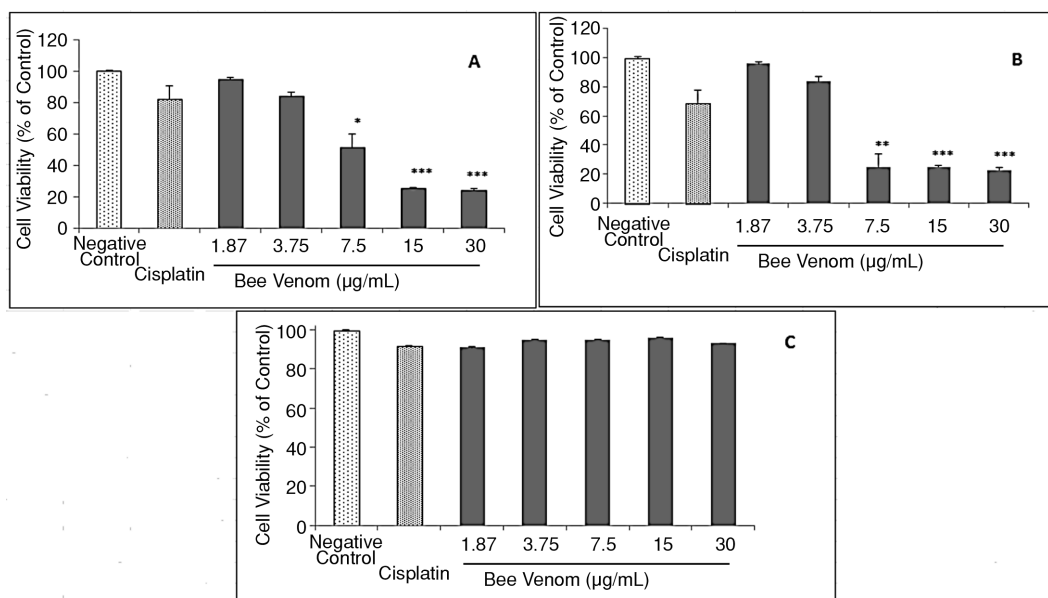 A
Cell Viability (% of Control)
120
100
80
60
40
20
0
*
***
***
Negative
Control
Cisplatin
1.87 3.75 7.5 15 30
Bee Venom (µg/mL)
B
Cell Viability (% of Control)
120
100
80
60
40
20
0
**
***
***
Negative
Control
Cisplatin
1.87 3.75 7.5 15 30
Bee Venom (µg/mL)
C
Cell Viability (% of Control)
100
80
60
40
20
0
Negative
Control
Cisplatin
1.87 3.75 7.5 15 30
Bee Venom (µg/mL)